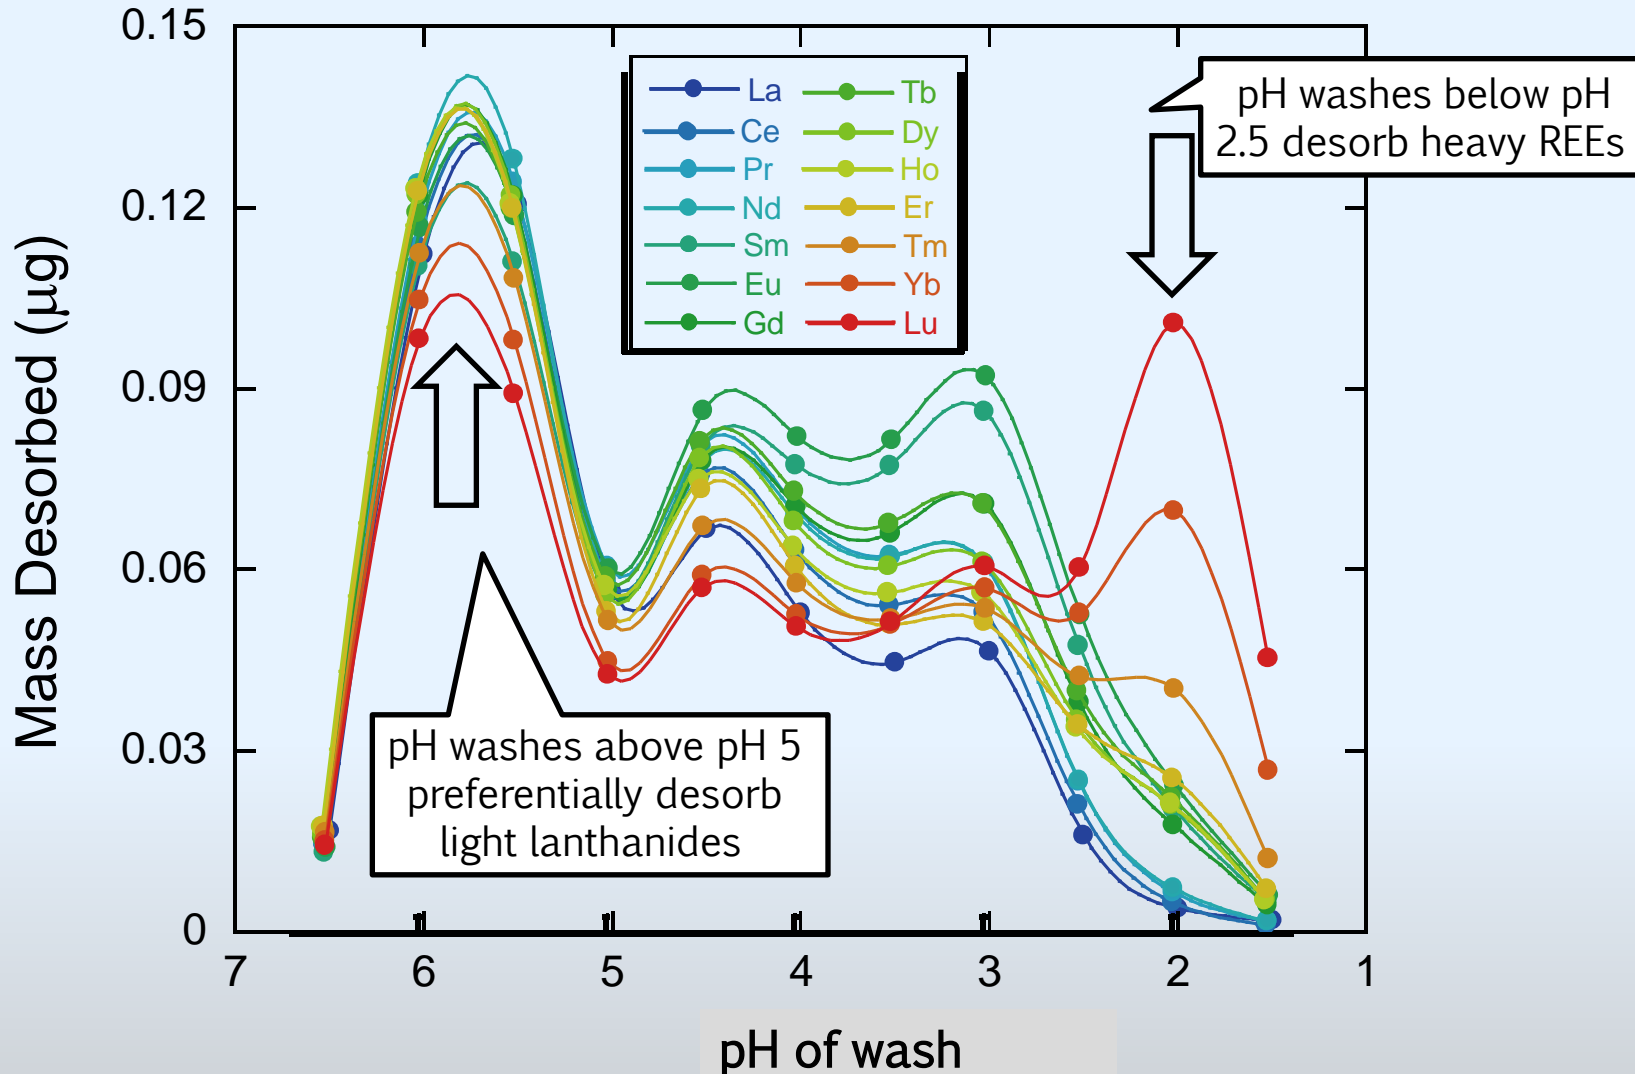 0.15
0.12
0.09
0.06
0.03
0
Mass Desorbed (µg)
La
Ce
Pr
Nd
Sm
Eu
Gd
Tb
Dy
Ho
Er
Tm
Yb
Lu
pH washes below pH
2.5 desorb heavy REEs
pH washes above pH 5
preferentially desorb
light lanthanides
7 6 5 4 3 2 1
pH of wash